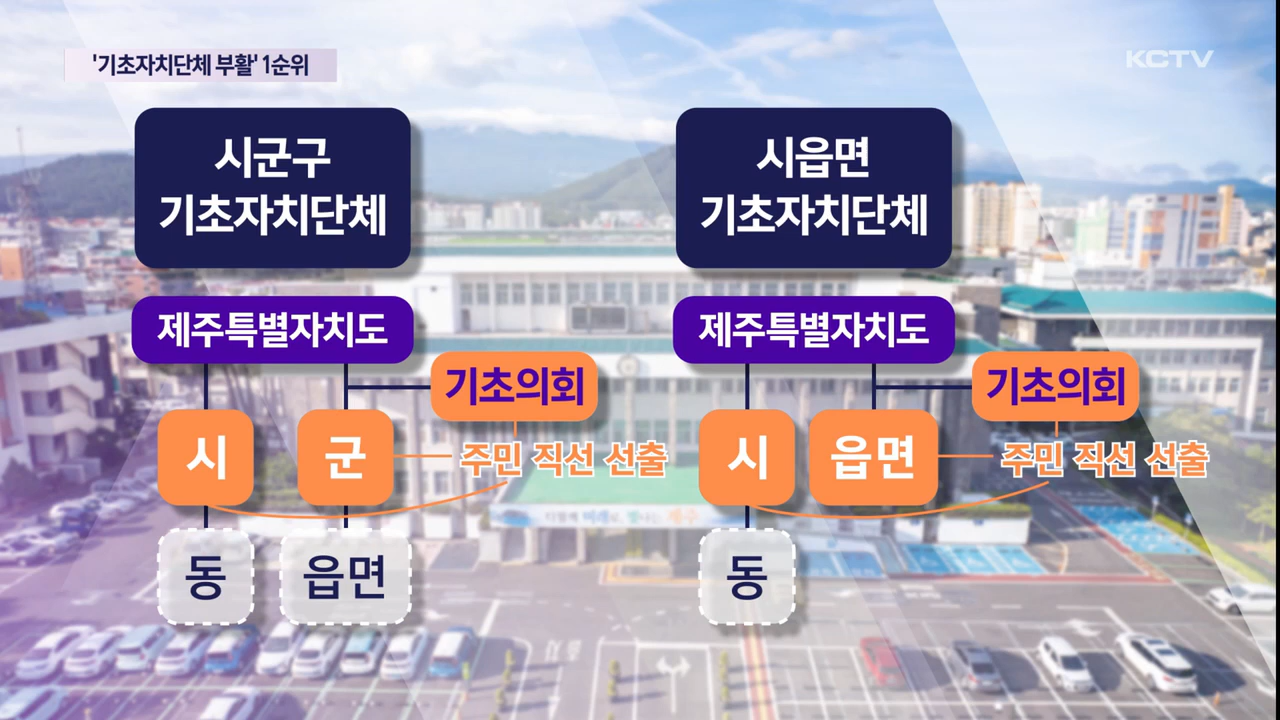 '기초자치단체 부활' 1순위
KCTV
시군구
기초자치단체
제주특별자치도
기초의회
시
군
주민 직선 선출
동
읍면
시읍면
기초자치단체
제주특별자치도
기초의회
시
읍면
주민 직선 선출
동